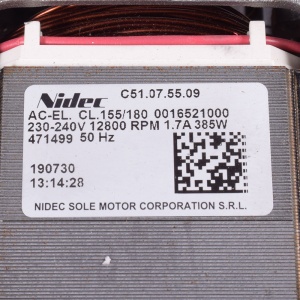 Nidec C51.07.55.09
AC-EL. CL.155/180 0016521000
230-240V 12800 RPM 1.7A 385W
471499 50 Hz
190730
13:14:28
NIDEC SOLE MOTOR CORPORATION S.R.L.